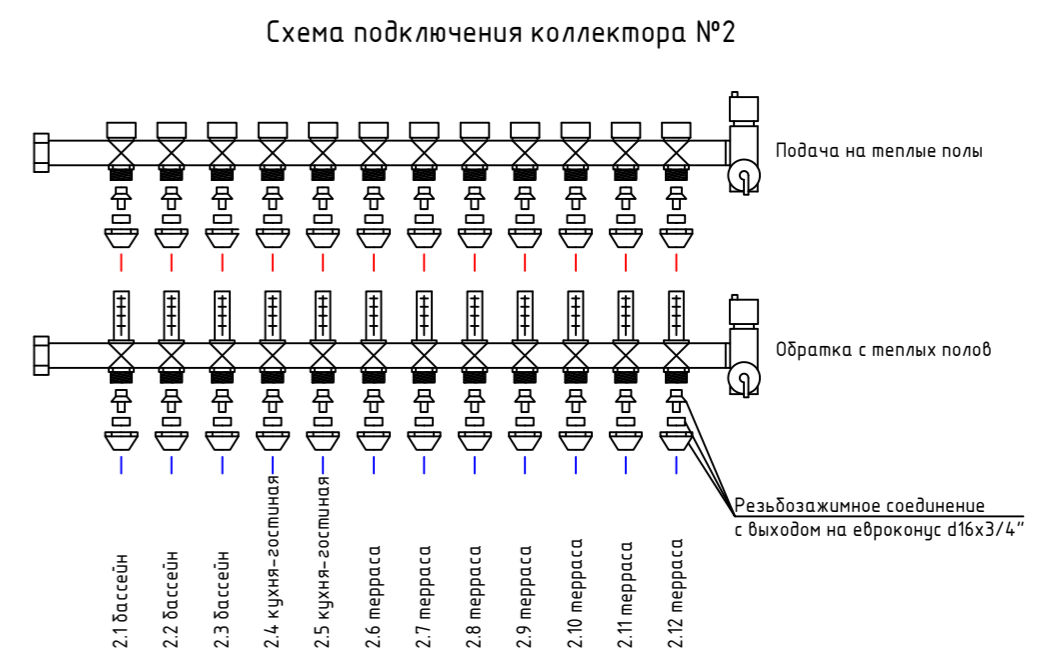 Схема подключения коллектора №2
Подача на теплые полы
Обратка с теплых полов
Резьбозажимное соединение
с выходом на евроконус d16х3/4"
2.1 бассейн
2.2 бассейн
2.3 бассейн
2.4 кухня-гостиная
2.5 кухня-гостиная
2.6 терраса
2.7 терраса
2.8 терраса
2.9 терраса
2.10 терраса
2.11 терраса
2.12 терраса